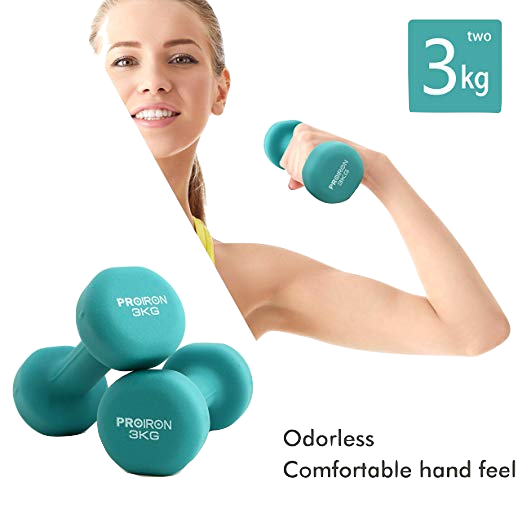 two
3kg
PROIRON
3KG
PROIRON
3KG
PROIRON
3KG
Odorless
Comfortable hand feel